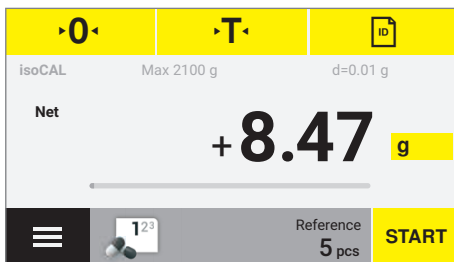 ▸0◂ ▸T◂ ID
isoCAL Max 2100 g d=0.01 g
Net
+8.47 g
123 Reference
5 pcs START